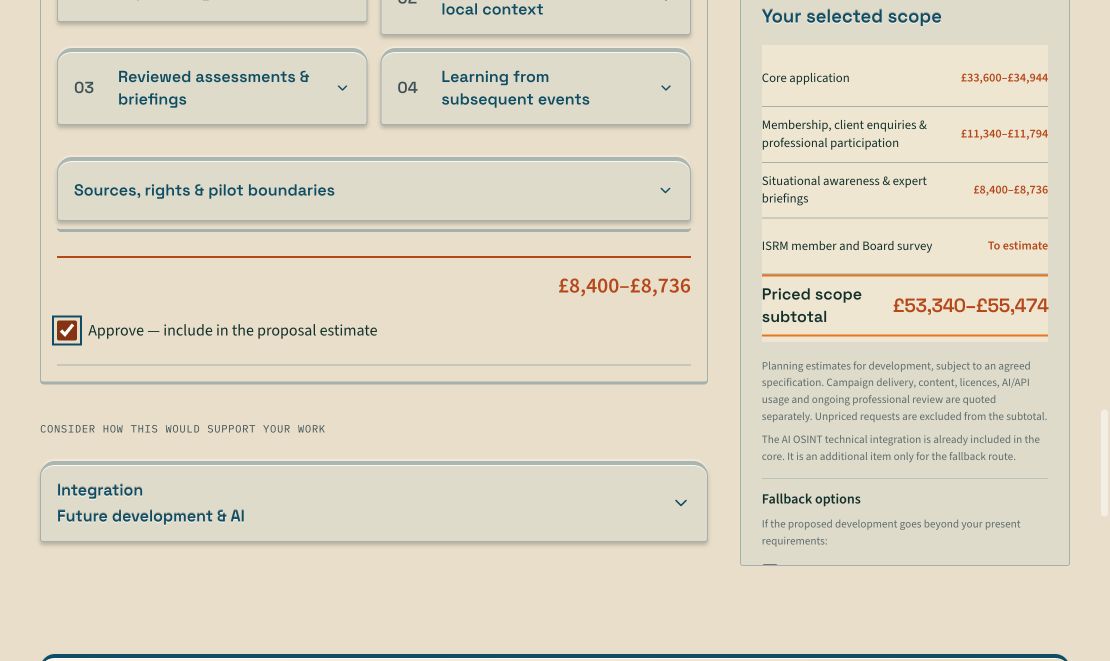 local context
03
Reviewed assessments &
briefings
04
Learning from
subsequent events
Sources, rights & pilot boundaries
£8,400–£8,736
Approve — include in the proposal estimate
CONSIDER HOW THIS WOULD SUPPORT YOUR WORK
Integration
Future development & AI
Your selected scope
Core application
£33,600–£34,944
Membership, client enquiries &
professional participation
£11,340–£11,794
Situational awareness & expert
briefings
£8,400–£8,736
ISRM member and Board survey
To estimate
Priced scope
subtotal
£53,340–£55,474
Planning estimates for development, subject to an agreed
specification. Campaign delivery, content, licences, AI/API
usage and ongoing professional review are quoted
separately. Unpriced requests are excluded from the subtotal.
The AI OSINT technical integration is already included in the
core. It is an additional item only for the fallback route.
Fallback options
If the proposed development goes beyond your present
requirements: